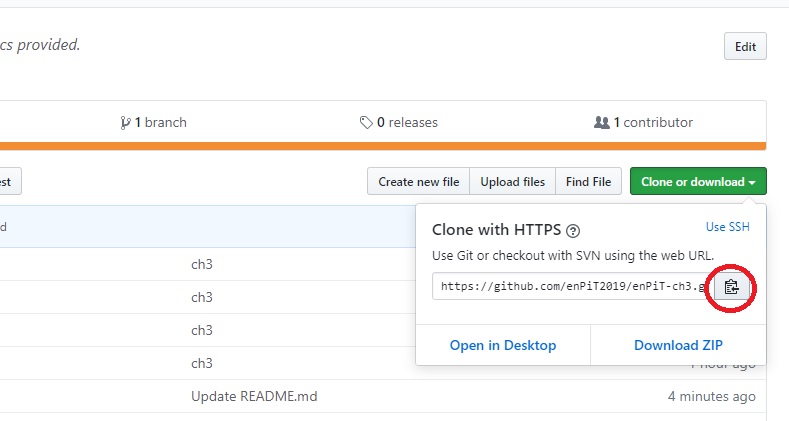 cs provided.
Edit
1 branch
0 releases
1 contributor
est
Create new file
Upload files
Find File
Clone or download
d
Clone with HTTPS
Use SSH
Use Git or checkout with SVN using the web URL.
https://github.com/enPiT2019/enPiT-ch3.g
Open in Desktop
Download ZIP
ch3
ch3
ch3
ch3
1 hour ago
Update README.md
4 minutes ago